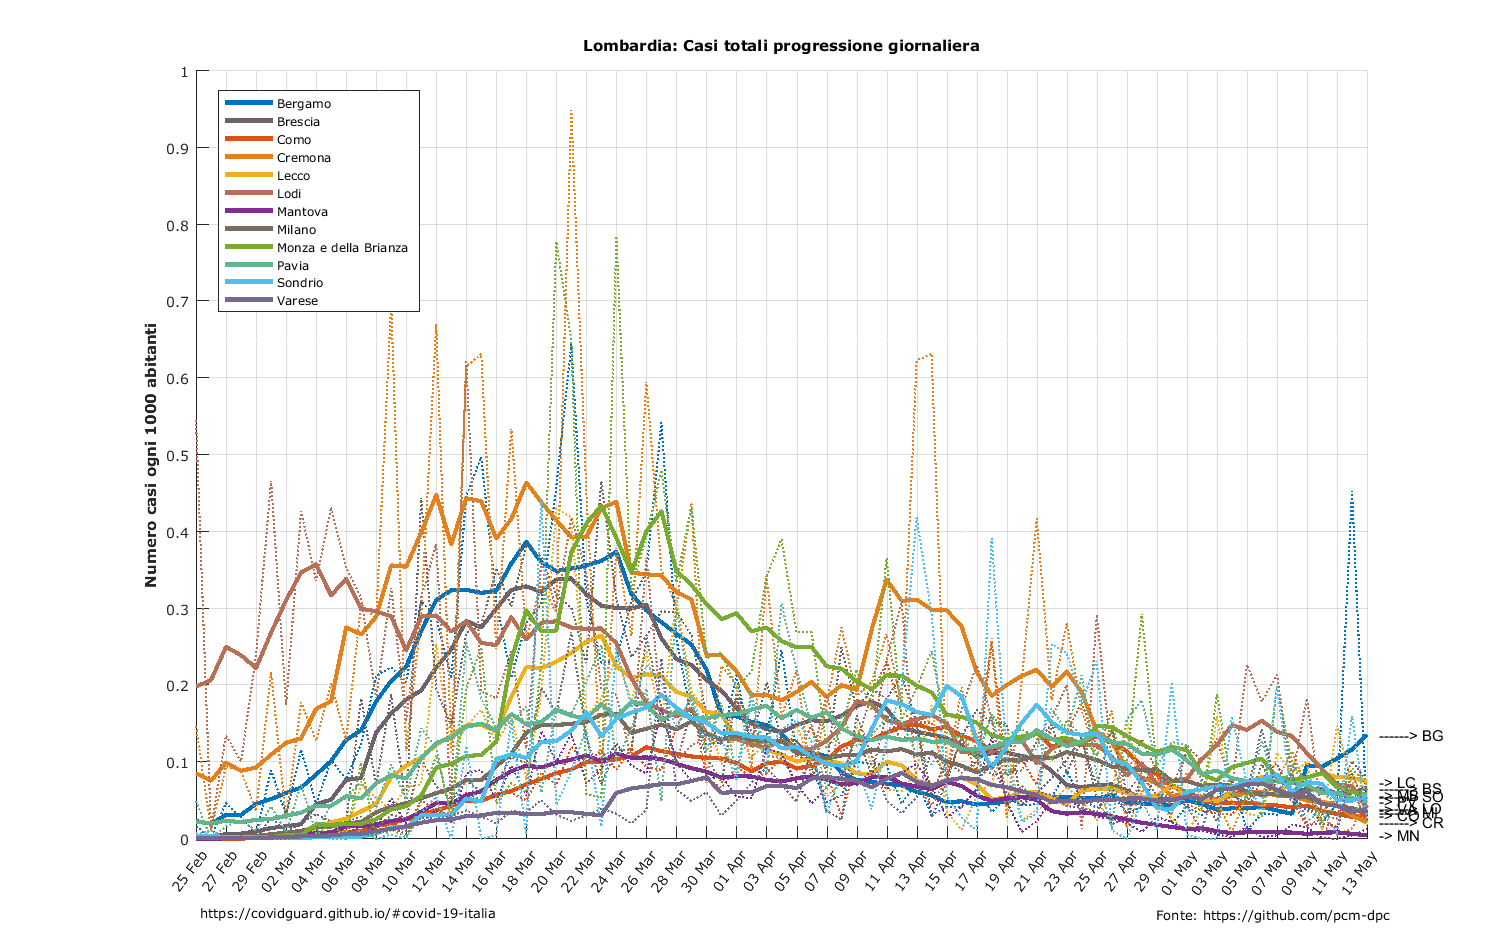 Lombardia: Casi totali progressione giornaliera
Numero casi ogni 1000 abitanti
1
0.9
0.8
0.7
0.6
0.5
0.4
0.3
0.2
0.1
0
Bergamo
Brescia
Como
Cremona
Lecco
Lodi
Mantova
Milano
Monza e della Brianza
Pavia
Sondrio
Varese
------> BG
-> LC
------> BS
SO
------> CR
-> MN
25 Feb
27 Feb
29 Feb
02 Mar
04 Mar
06 Mar
08 Mar
10 Mar
12 Mar
14 Mar
16 Mar
18 Mar
20 Mar
22 Mar
24 Mar
26 Mar
28 Mar
30 Mar
01 Apr
03 Apr
05 Apr
07 Apr
09 Apr
11 Apr
13 Apr
15 Apr
17 Apr
19 Apr
21 Apr
23 Apr
25 Apr
27 Apr
29 Apr
01 May
03 May
05 May
07 May
09 May
11 May
13 May
https://covidguard.github.io/#covid-19-italia
Fonte: https://github.com/pcm-dpc